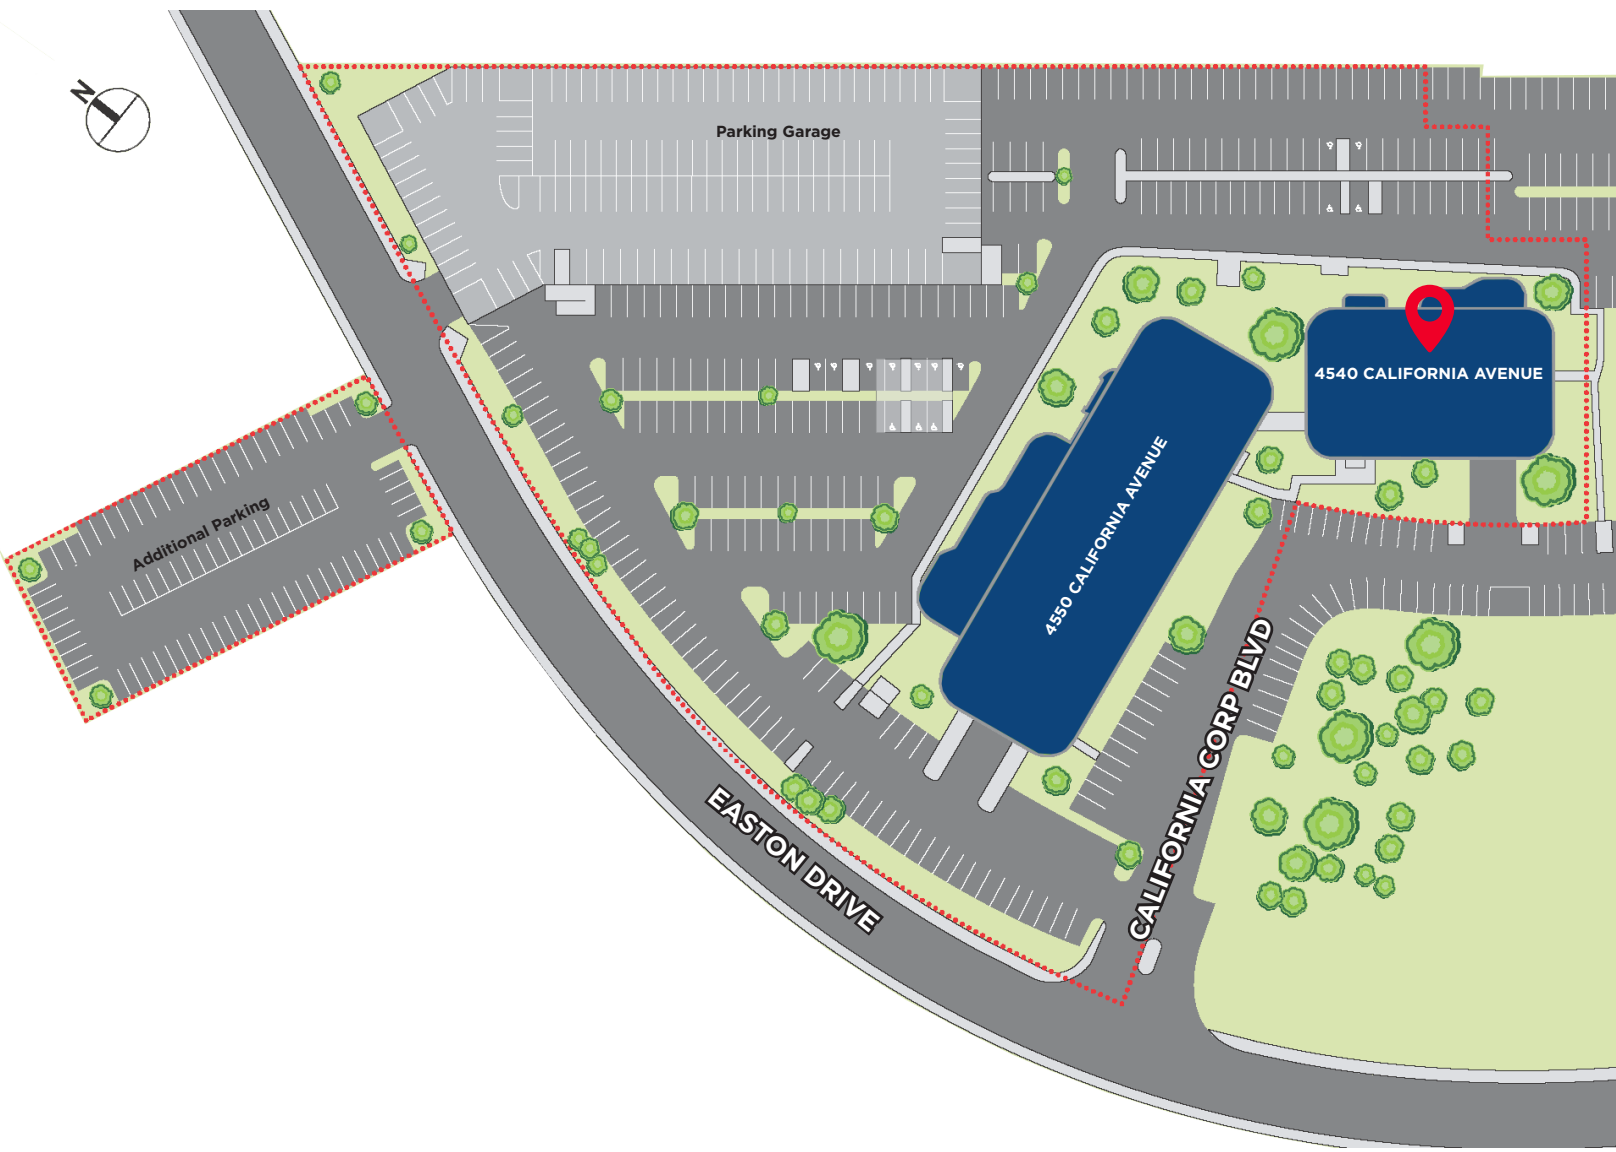 N
Parking Garage
4540 CALIFORNIA AVENUE
4550 CALIFORNIA AVENUE
Additional Parking
CALIFORNIA CORP BLVD
EASTON DRIVE